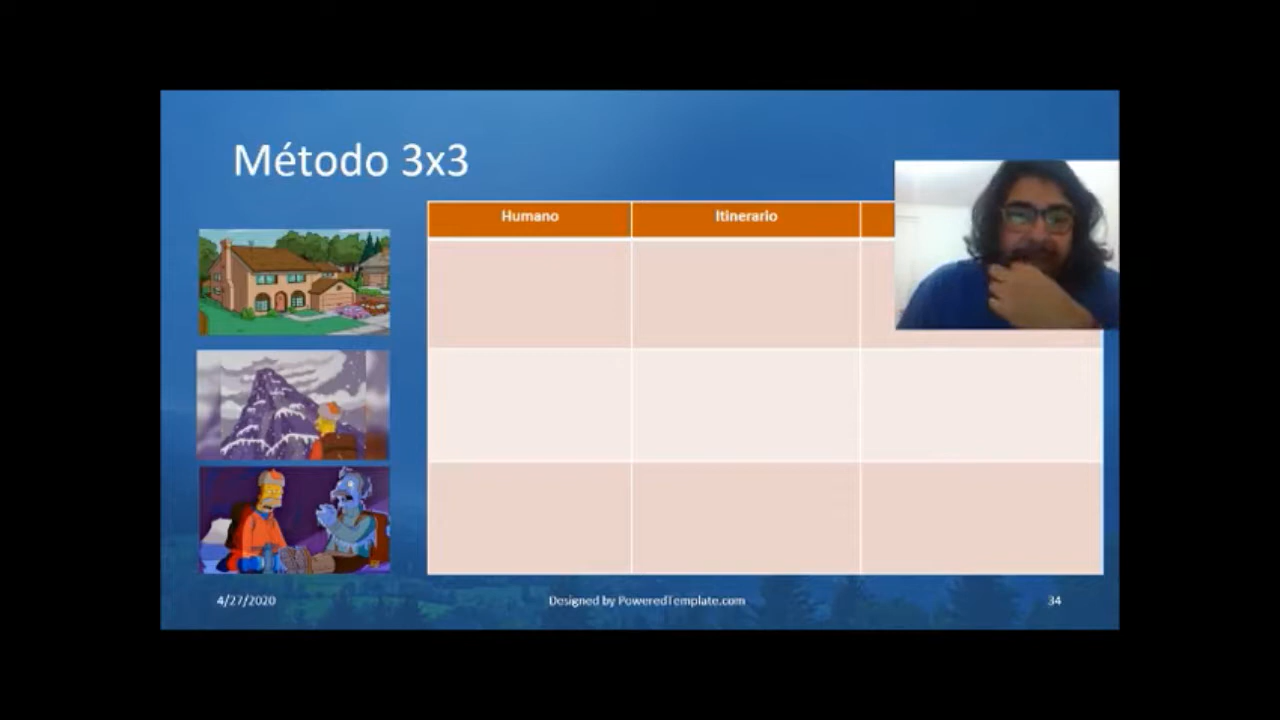 Método 3x3
Humano
Itinerario
4/27/2020
Designed by PoweredTemplate.com
34